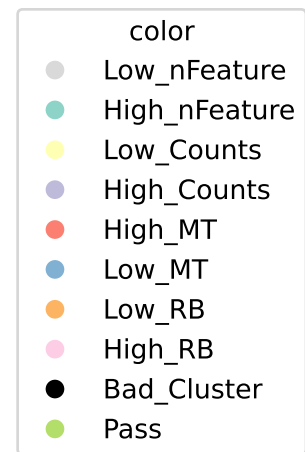 color
Low_nFeature
High_nFeature
Low_Counts
High_Counts
High_MT
Low_MT
Low_RB
High_RB
Bad_Cluster
Pass